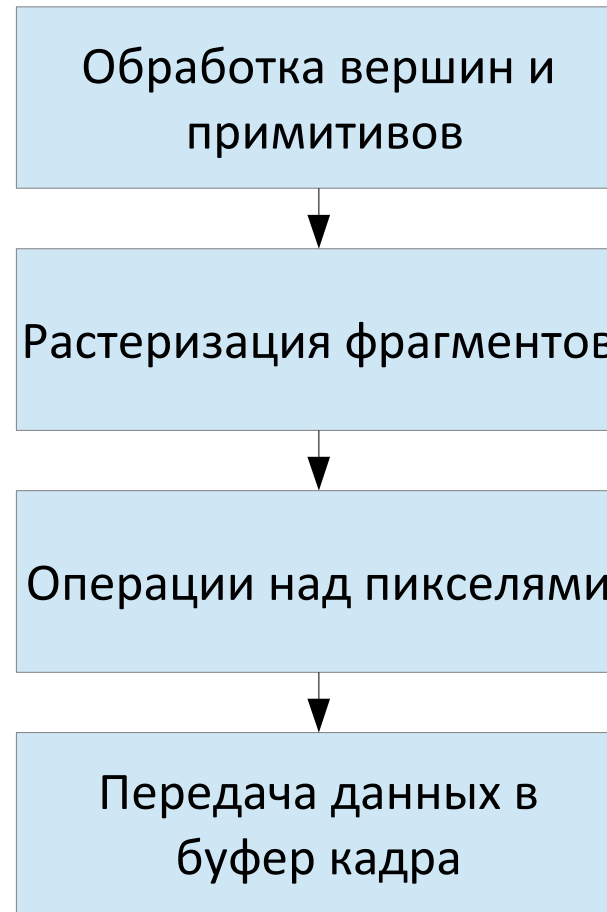 Обработка вершин и
примитивов
Растеризация фрагментов
Операции над пикселями
Передача данных в
буфер кадра